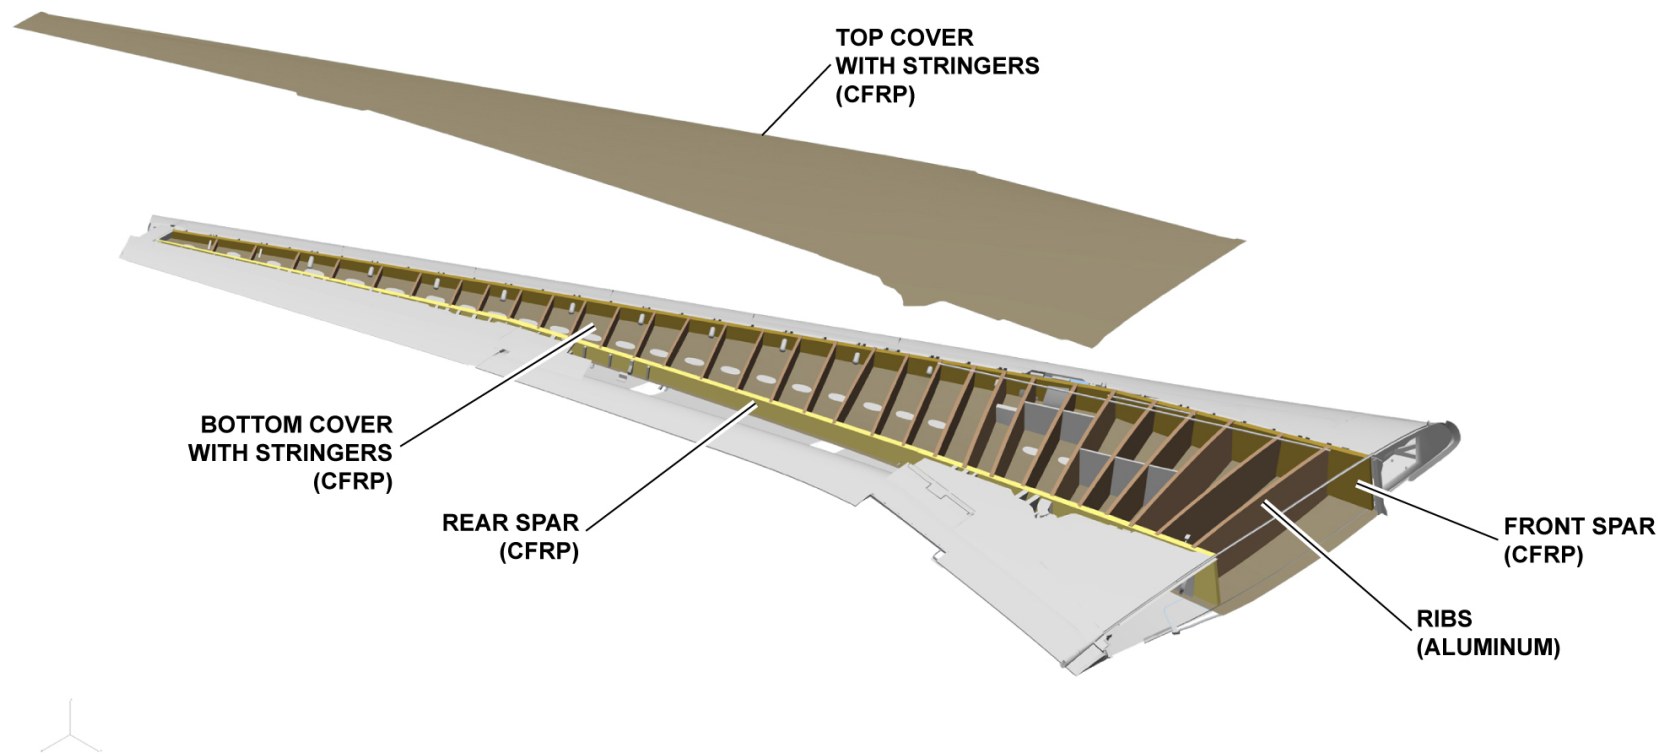 TOP COVER
WITH STRINGERS
(CFRP)
BOTTOM COVER
WITH STRINGERS
(CFRP)
REAR SPAR
(CFRP)
FRONT SPAR
(CFRP)
RIBS
(ALUMINUM)